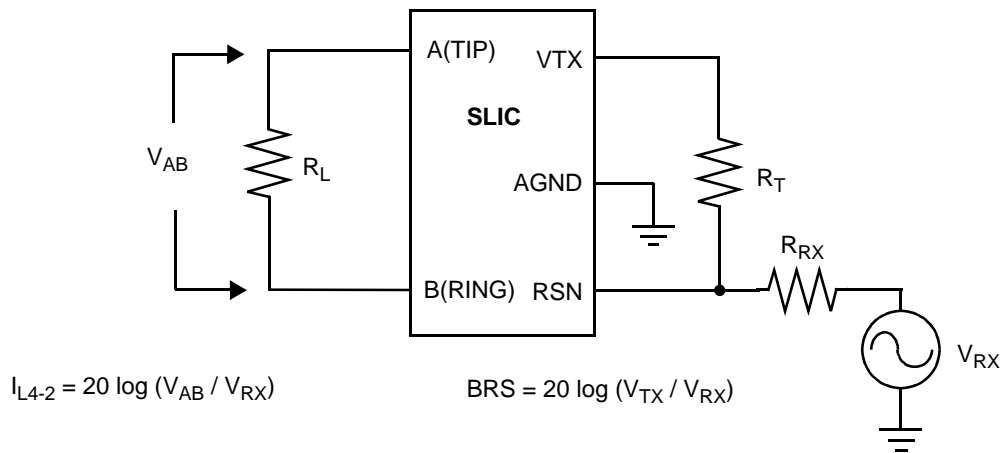 A(TIP)
VTX
SLIC
V_AB
R_L
AGND
R_T
R_RX
B(RING)
RSN
V_RX
I_L4-2 = 20 log (V_AB / V_RX)
BRS = 20 log (V_TX / V_RX)